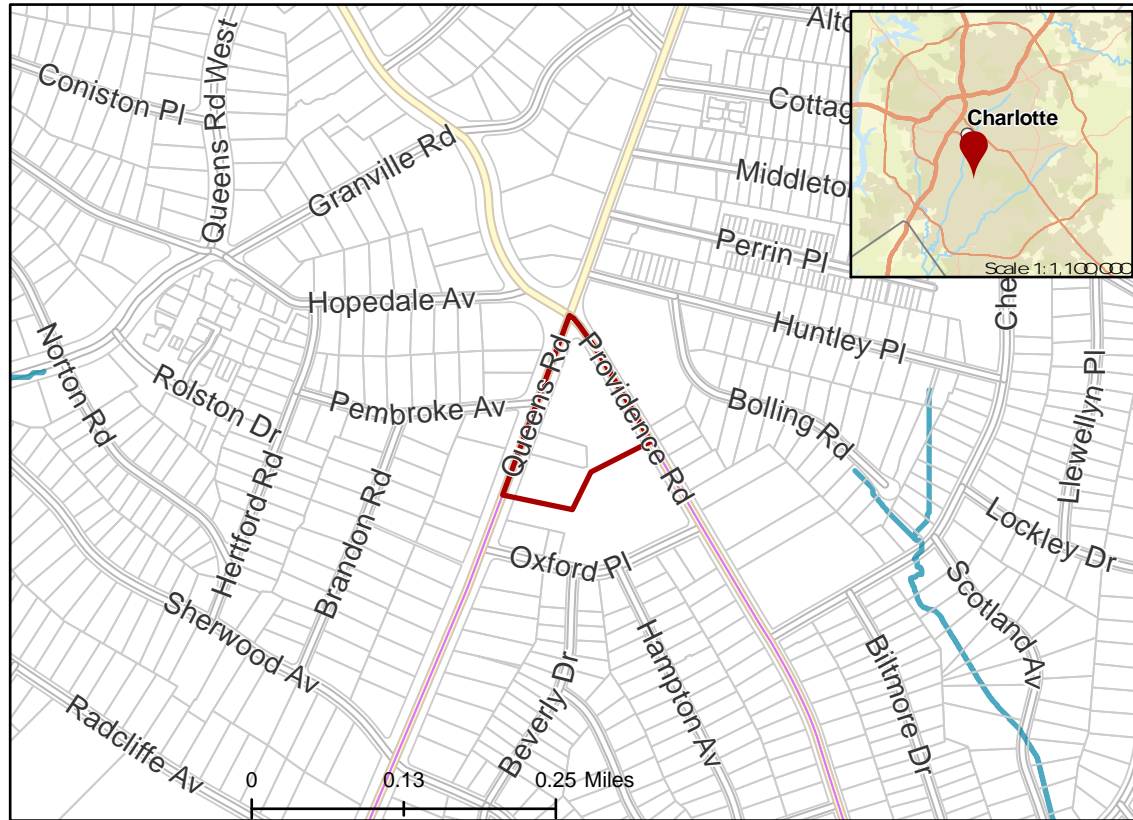 Alto
Coniston Pl
Queens Rd West
Cottag
Charlotte
Granville Rd
Middleton
Perrin Pl
Scale 1:1,100,000
Hopedale Av
Huntley Pl
Che
Norton Rd
Rolston Dr
Pembroke Av
Queens Rd
Providence Rd
Bolling Rd
Llewellyn Pl
Hertford Rd
Brandon Rd
Lockley Dr
Oxford Pl
Sherwood Av
Scotland Av
Hampton Av
Biltmore Dr
Beverly Dr
Radcliffe Av
0
0.13
0.25 Miles